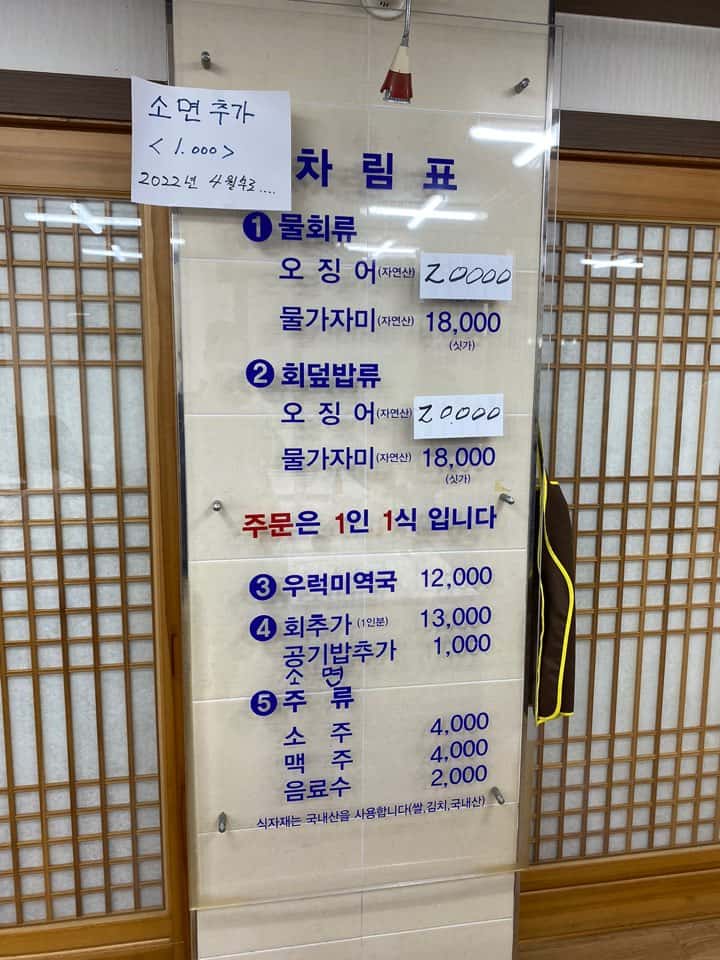 소면추가
< 1.000 >
2022년 4월부로....
차 림 표
1 물회류
오 징 어(자연산) 20000
물가자미(자연산) 18,000
(싯가)
2 회덮밥류
오 징 어(자연산) 20.000
물가자미(자연산) 18,000
(싯가)
주문은 1인 1식 입니다
3 우럭미역국 12,000
4 회추가 (1인분) 13,000
공기밥추가 1,000
소 면
5 주 류
소 주 4,000
맥 주 4,000
음료수 2,000
식자재는 국내산을 사용합니다(쌀,김치,국내산)